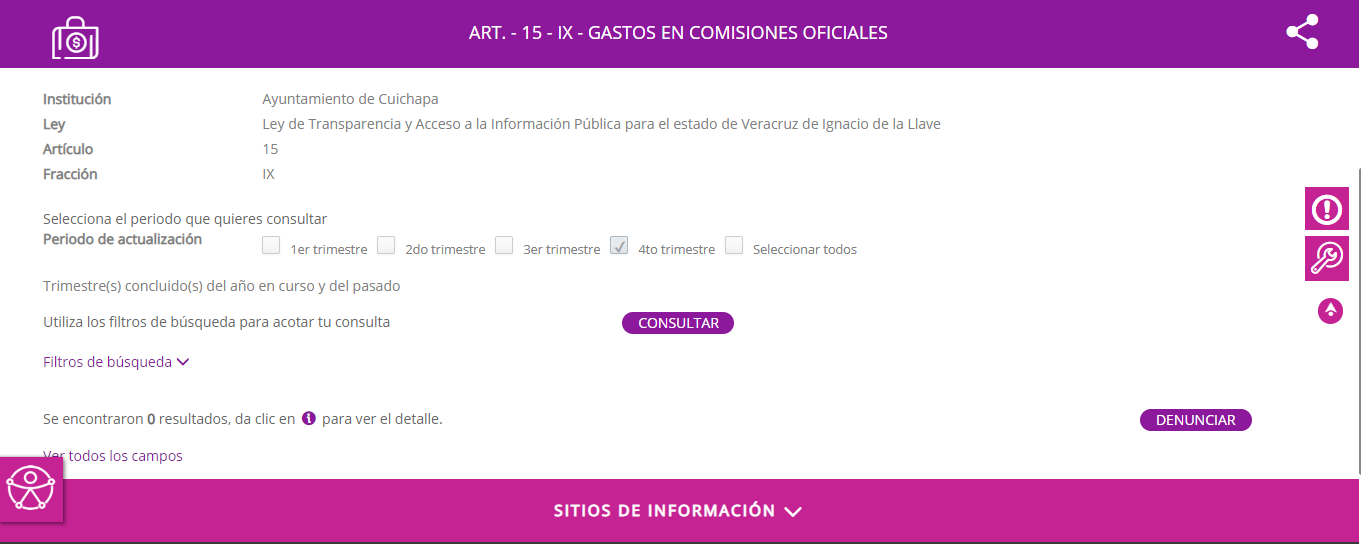 ART. - 15 - IX - GASTOS EN COMISIONES OFICIALES
Institución Ayuntamiento de Cuichapa
Ley Ley de Transparencia y Acceso a la Información Pública para el estado de Veracruz de Ignacio de la Llave
Artículo 15
Fracción IX
Selecciona el periodo que quieres consultar
Periodo de actualización 1er trimestre 2do trimestre 3er trimestre 4to trimestre Seleccionar todos
Trimestre(s) concluido(s) del año en curso y del pasado
Utiliza los filtros de búsqueda para acotar tu consulta CONSULTAR
Filtros de búsqueda
Se encontraron 0 resultados, da clic en para ver el detalle. DENUNCIAR
Ver todos los campos
SITIOS DE INFORMACIÓN